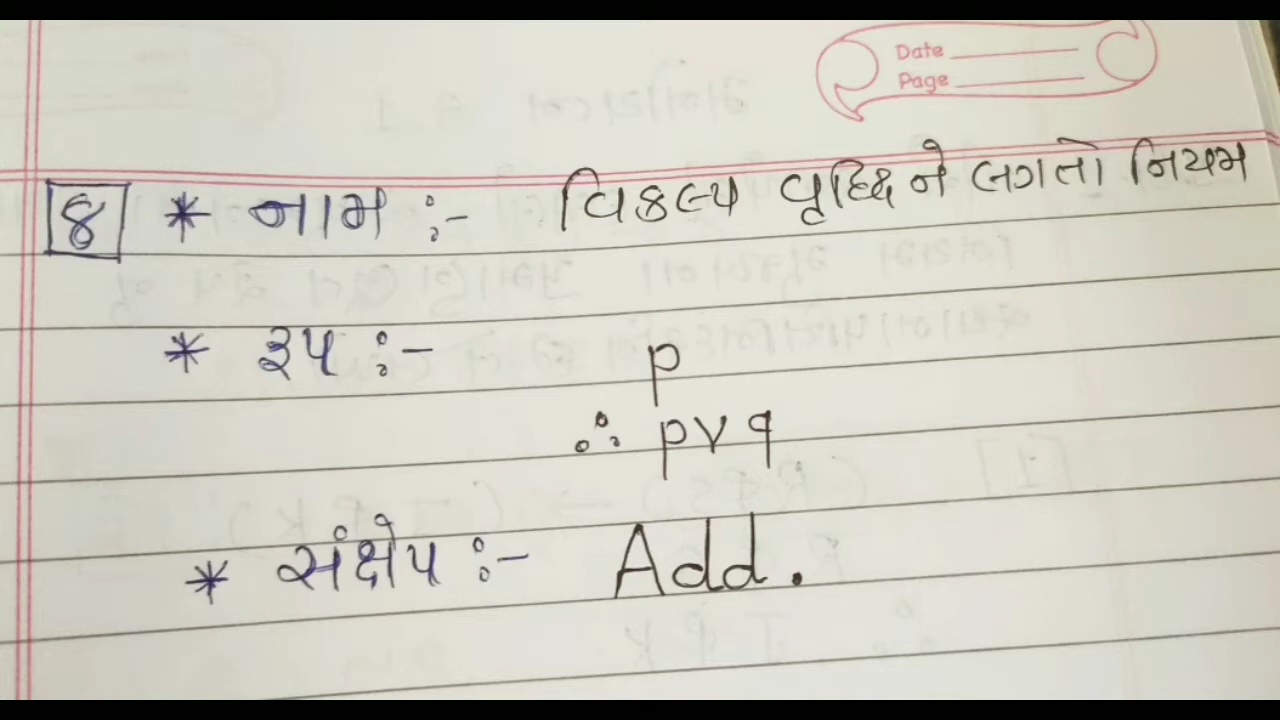 Date
Page
8 * નામ :- વિકલ્પ વૃદ્ધિ ને લગતો નિયમ
* રૂપ :- p
∴ p v q
* સંક્ષેપ :- Add.